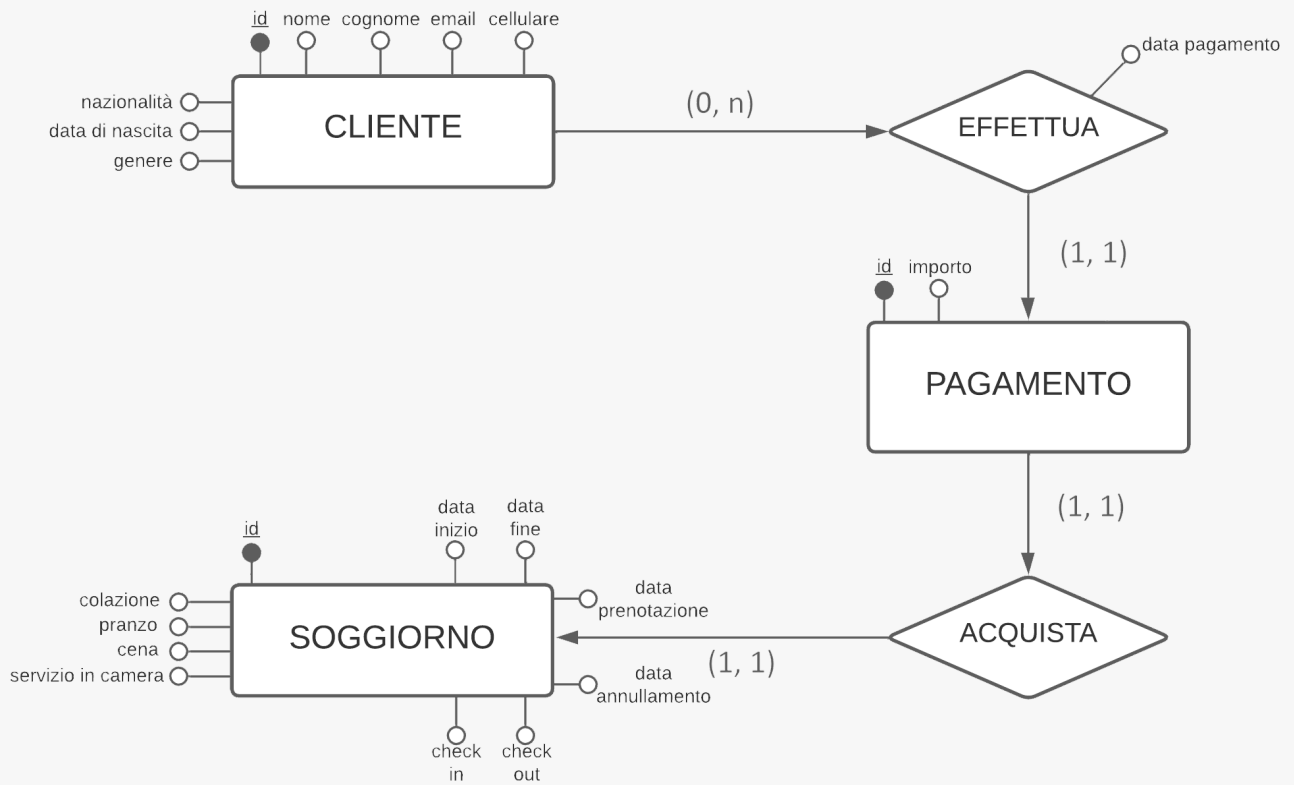 id nome cognome email cellulare
data pagamento
nazionalità
data di nascita
genere
CLIENTE
(0, n)
EFFETTUA
(1, 1)
id importo
PAGAMENTO
(1, 1)
id
data
inizio
data
fine
colazione
pranzo
cena
servizio in camera
SOGGIORNO
data
prenotazione
(1, 1)
data
annullamento
ACQUISTA
check
in
check
out